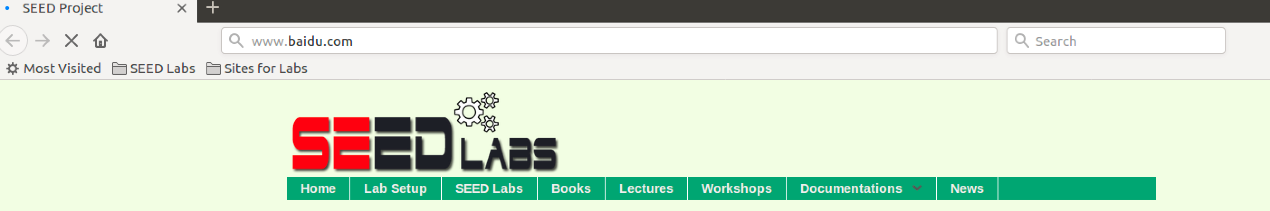 SEED Project
www.baidu.com
Search
Most Visited SEED Labs Sites for Labs
SEED LABS
Home Lab Setup SEED Labs Books Lectures Workshops Documentations News